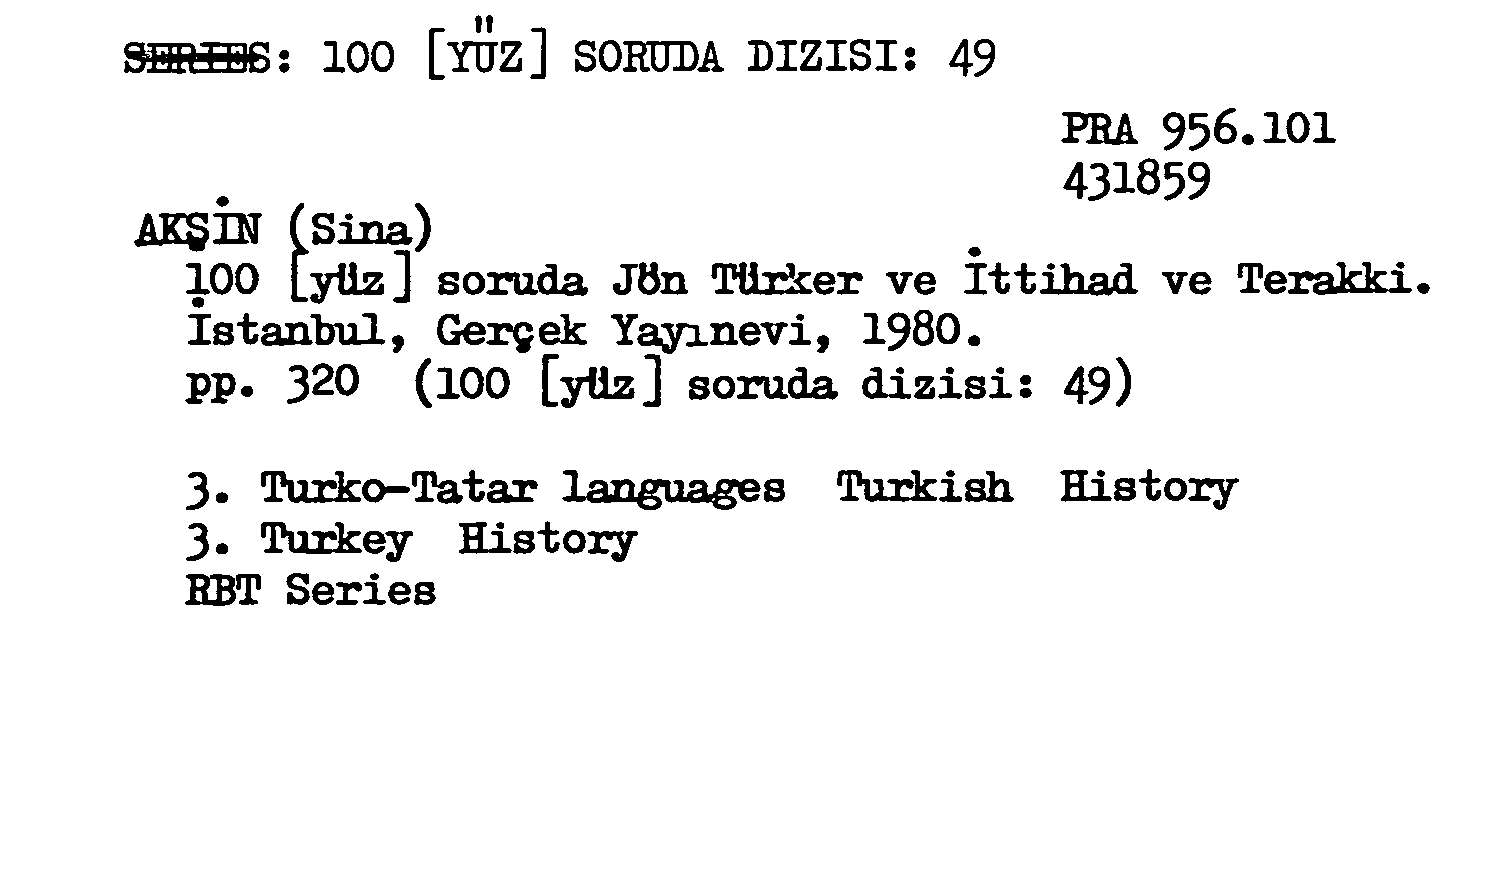 SERIES: 100 [YÜZ] SORUDA DIZISI: 49
PRA 956.101
431859
AKŞİN (Sina)
100 [yüz] soruda Jön Türker ve İttihad ve Terakki.
İstanbul, Gerçek Yayınevi, 1980.
pp. 320 (100 [yüz] soruda dizisi: 49)
3. Turko-Tatar languages Turkish History
3. Turkey History
RBT Series